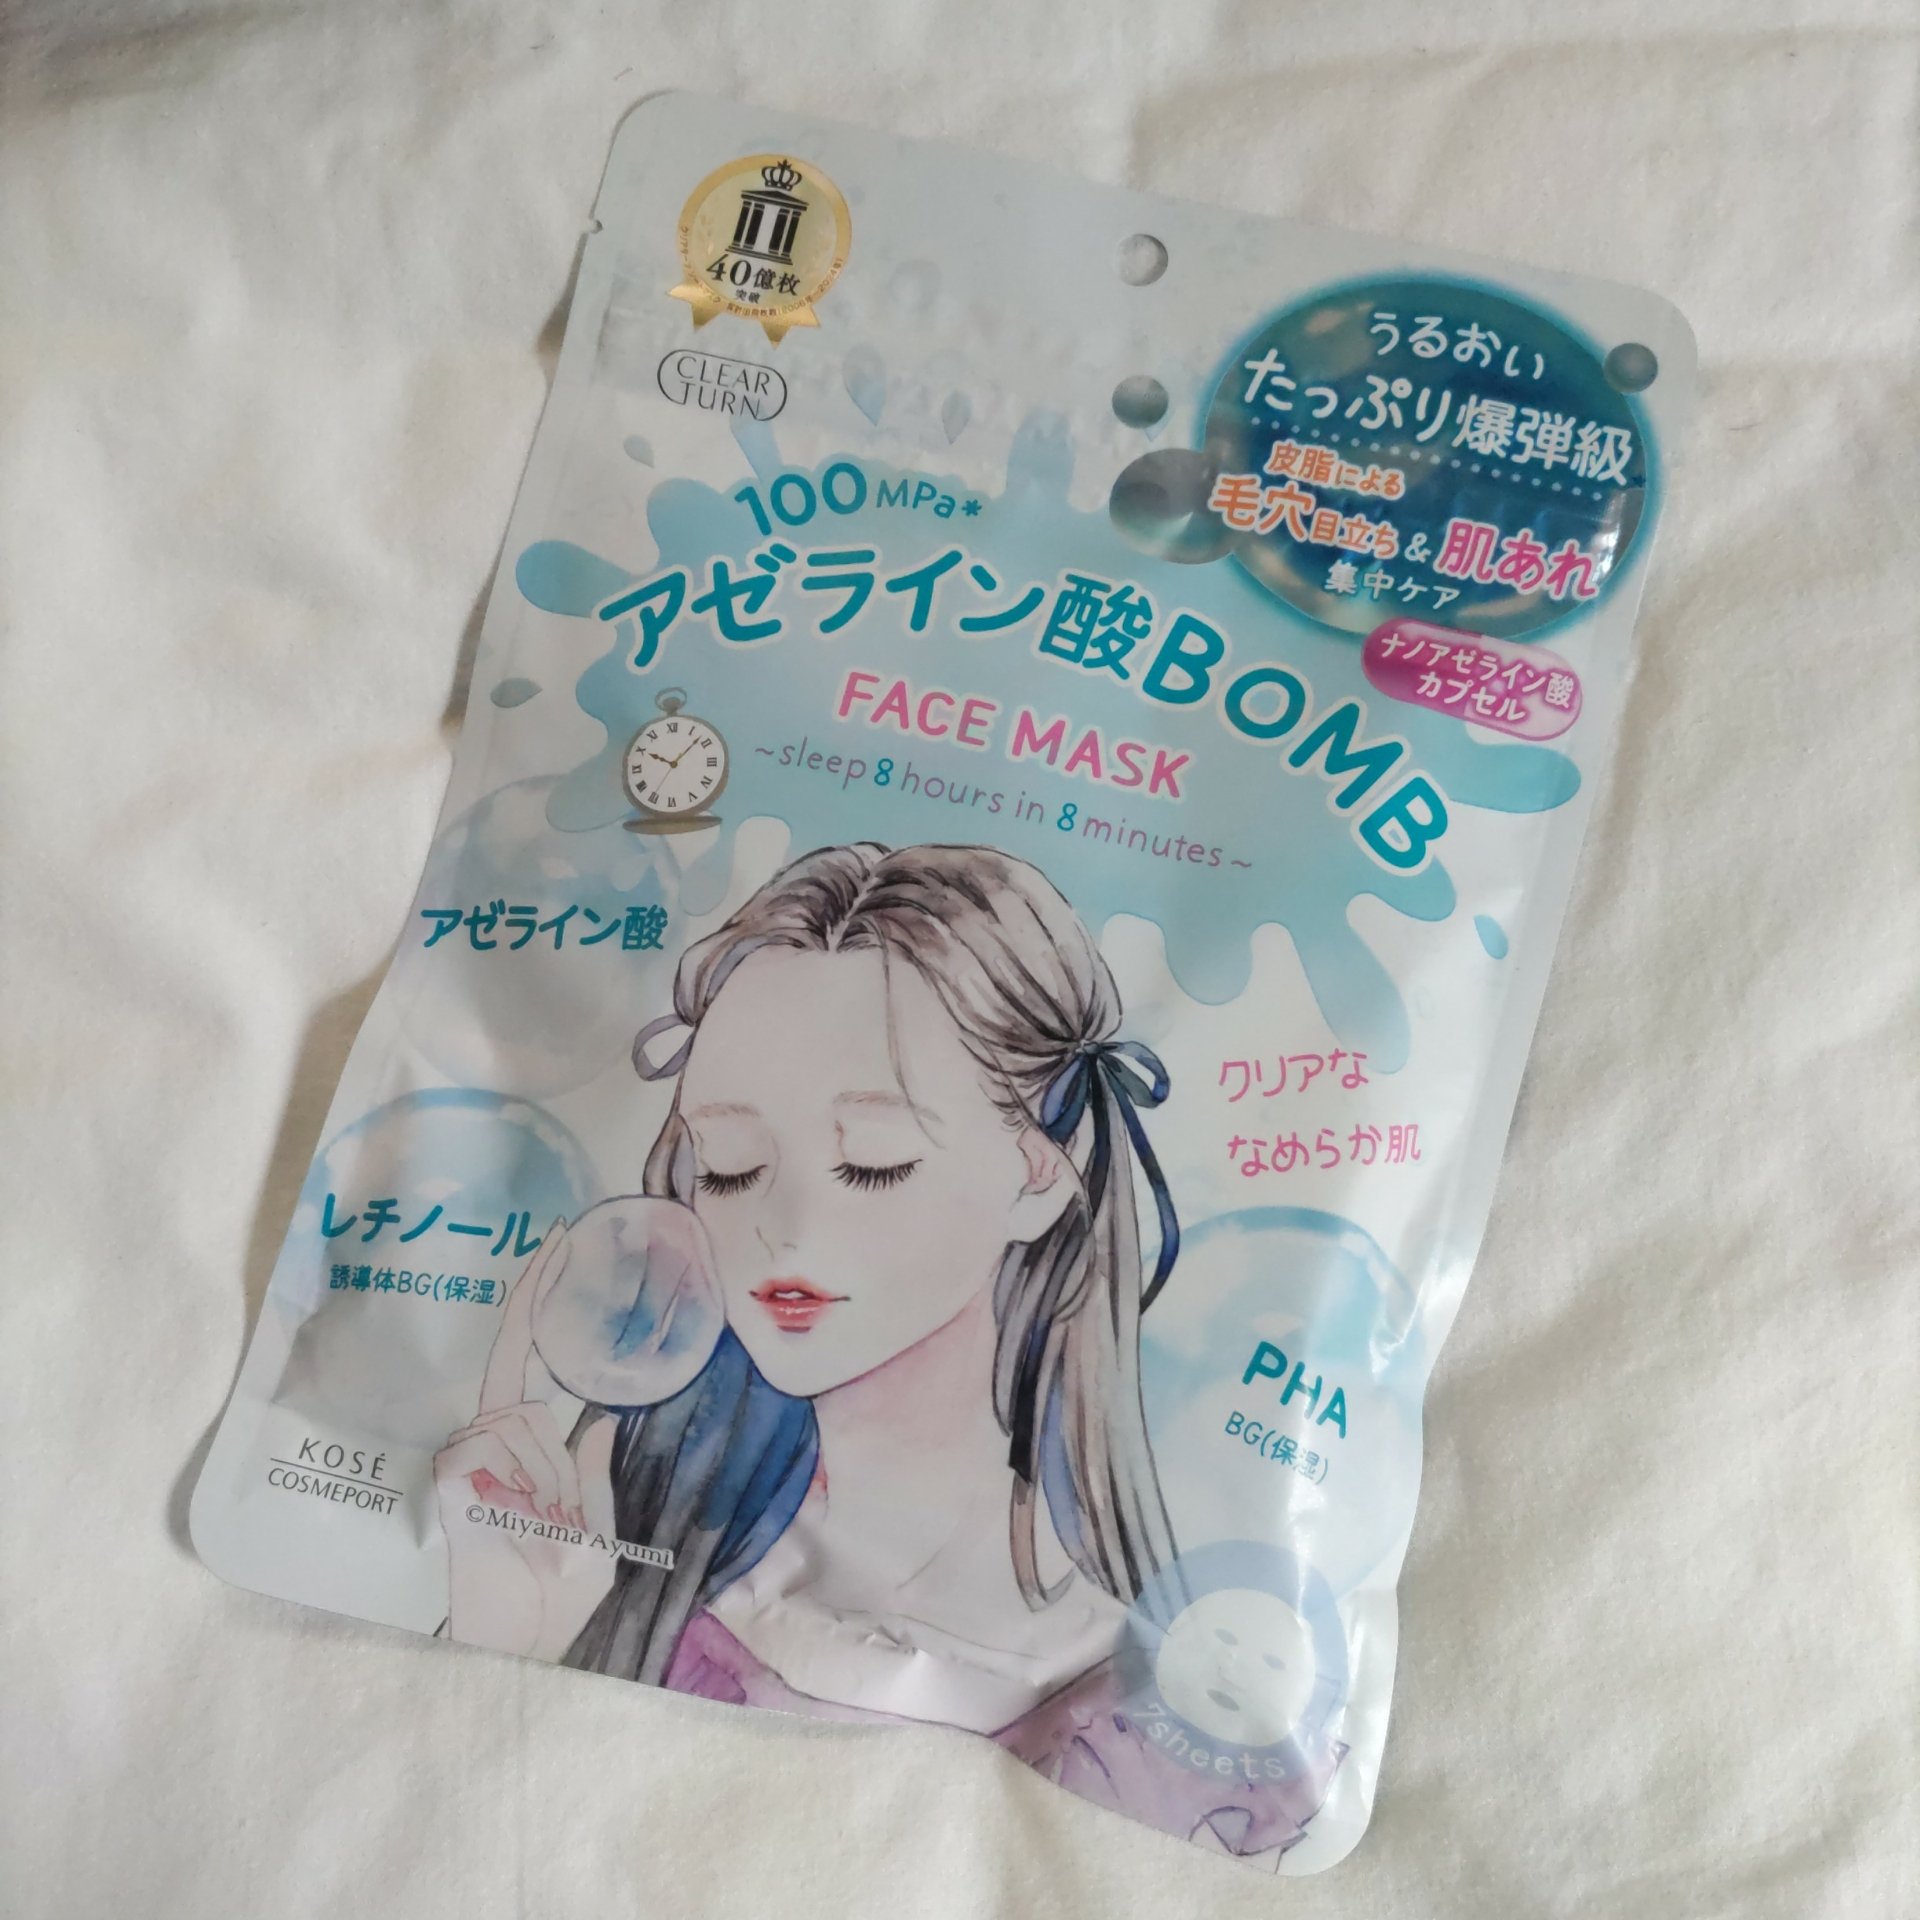 40億枚
突破
CLEAR
TURN
うるおい
たっぷり爆弾級
皮脂による
毛穴目立ち&肌あれ
集中ケア
ナノアゼライン酸
カプセル
100MPa*
アゼライン酸BOMB
FACE MASK
~sleep 8 hours in 8 minutes~
アゼライン酸
クリアな
なめらか肌
レチノール
誘導体BG(保湿)
PHA
BG(保湿)
KOSÉ
COSMEPORT
©Miyama Ayumi
7sheets